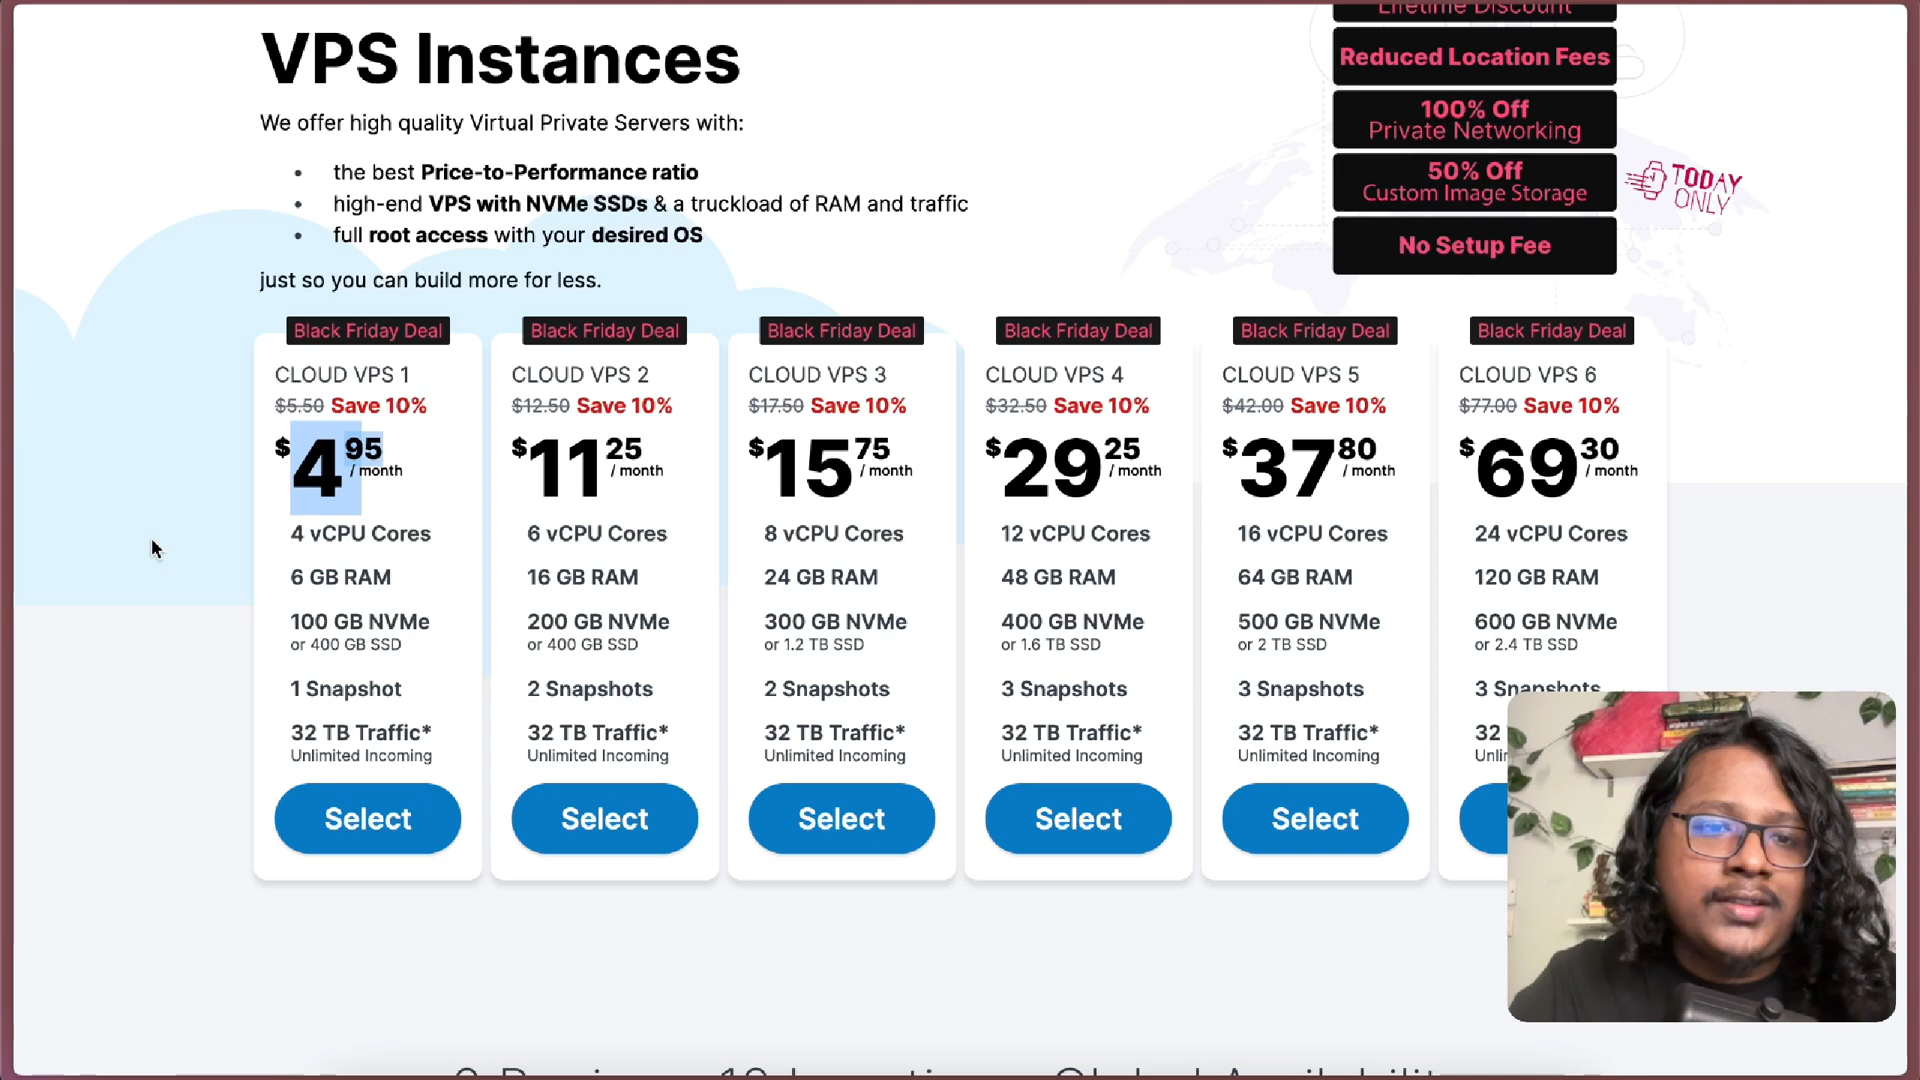 VPS Instances
We offer high quality Virtual Private Servers with:
• the best Price-to-Performance ratio
• high-end VPS with NVMe SSDs & a truckload of RAM and traffic
• full root access with your desired OS
just so you can build more for less.
Lifetime Discount
Reduced Location Fees
100% Off
Private Networking
50% Off
Custom Image Storage
TODAY
ONLY
No Setup Fee
Black Friday Deal
CLOUD VPS 1
$5.50 Save 10%
$4 95
/ month
4 vCPU Cores
6 GB RAM
100 GB NVMe
or 400 GB SSD
1 Snapshot
32 TB Traffic*
Unlimited Incoming
Select
Black Friday Deal
CLOUD VPS 2
$12.50 Save 10%
$11 25
/ month
6 vCPU Cores
16 GB RAM
200 GB NVMe
or 400 GB SSD
2 Snapshots
32 TB Traffic*
Unlimited Incoming
Select
Black Friday Deal
CLOUD VPS 3
$17.50 Save 10%
$15 75
/ month
8 vCPU Cores
24 GB RAM
300 GB NVMe
or 1.2 TB SSD
2 Snapshots
32 TB Traffic*
Unlimited Incoming
Select
Black Friday Deal
CLOUD VPS 4
$32.50 Save 10%
$29 25
/ month
12 vCPU Cores
48 GB RAM
400 GB NVMe
or 1.6 TB SSD
3 Snapshots
32 TB Traffic*
Unlimited Incoming
Select
Black Friday Deal
CLOUD VPS 5
$42.00 Save 10%
$37 80
/ month
16 vCPU Cores
64 GB RAM
500 GB NVMe
or 2 TB SSD
3 Snapshots
32 TB Traffic*
Unlimited Incoming
Select
Black Friday Deal
CLOUD VPS 6
$77.00 Save 10%
$69 30
/ month
24 vCPU Cores
120 GB RAM
600 GB NVMe
or 2.4 TB SSD
3 Snapshots
32